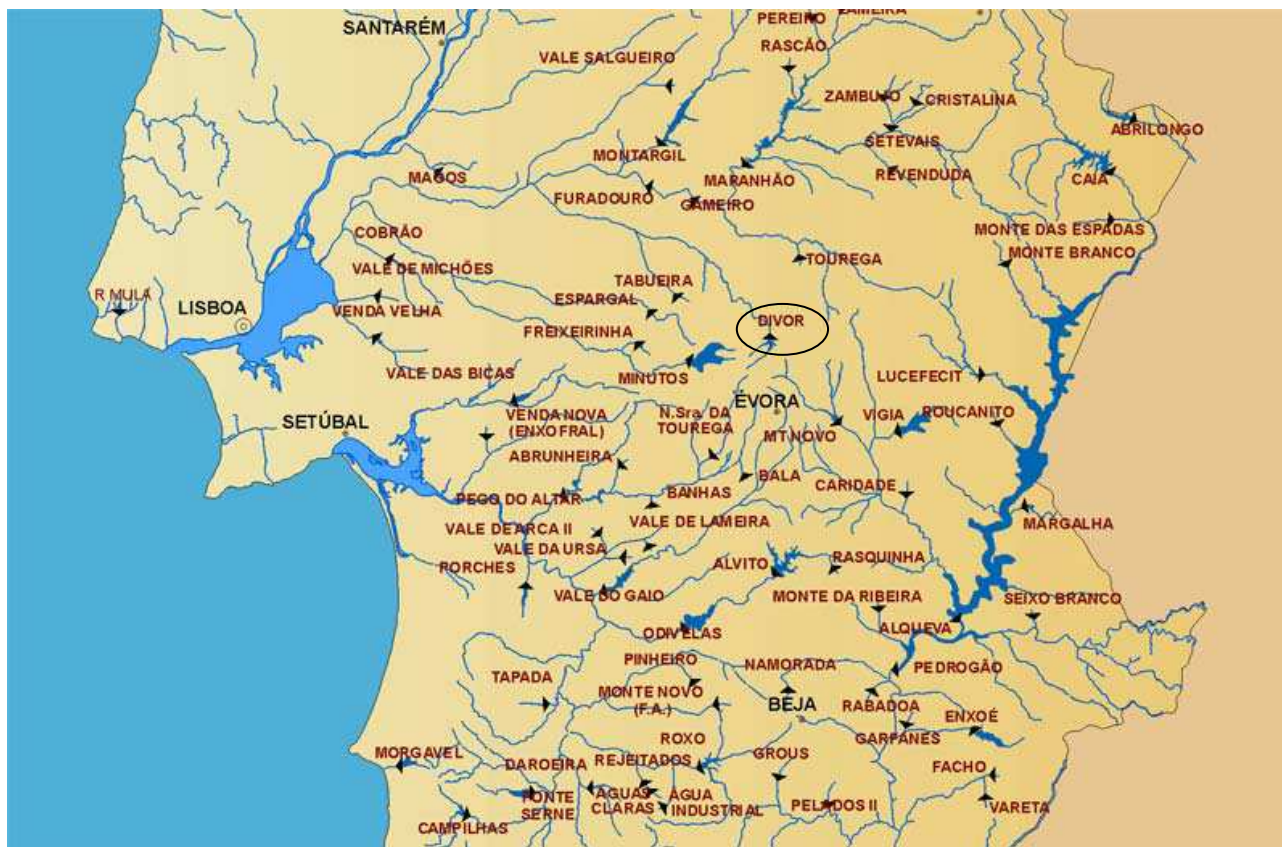 SANTARÉM
PEREIRO
RASCÃO
VALE SALGUEIRO
ZAMBUJO
CRISTALINA
ABRILONGO
SETEVAIS
MONTARGIL
MARANHÃO
REVENDUDA
CAIA
MAGOS
FURADOURO
GAMEIRO
MONTE DAS ESPADAS
COBRÃO
MONTE BRANCO
TOUREGA
VALE DE MICHÕES
TABUEIRA
R MULA
LISBOA
VENDA VELHA
ESPARGAL
DIVOR
FREIXEIRINHA
VALE DAS BICAS
MINUTOS
LUCEFECIT
ÉVORA
SETÚBAL
VENDA NOVA
(ENXOFRAL)
N.Sra. DA
TOUREGA
VIGIA
ROUCANITO
MT NOVO
ABRUNHEIRA
BALA
PEGO DO ALTAR
BANHAS
CARIDADE
MARGALHA
VALE DE ARCA II
VALE DE LAMEIRA
VALE DA URSA
PORCHES
ALVITO
RASQUINHA
VALE DO GAIO
MONTE DA RIBEIRA
SEIXO BRANCO
ODIVELAS
ALQUEVA
PINHEIRO
NAMORADA
PEDROGÃO
TAPADA
MONTE NOVO
(F.A.)
BEJA
RABADOA
ENXOÉ
GARFANES
ROXO
MORGAVEL
DAROEIRA
REJEITADOS
GROUS
FACHO
FONTE
SERNE
AGUAS
CLARAS
ÁGUA
INDUSTRIAL
PELADOS II
VARETA
CAMPILHAS